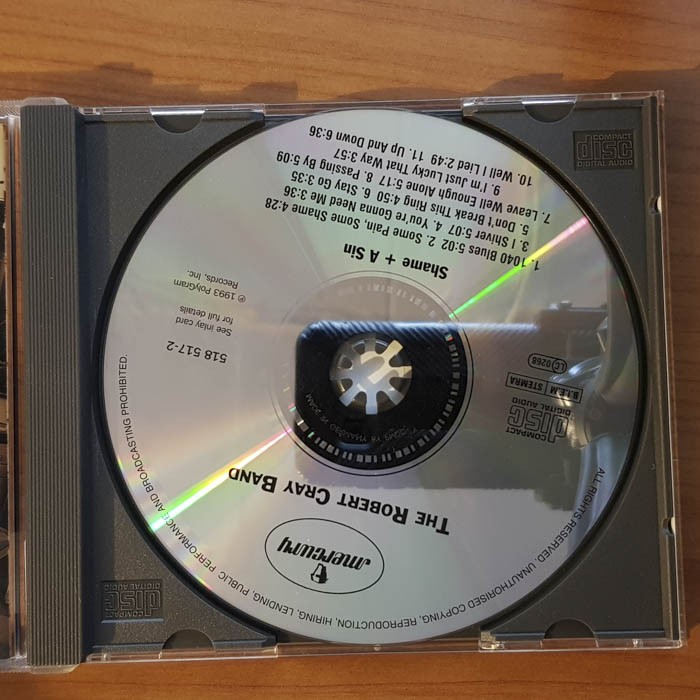 mercury
THE ROBERT CRAY BAND
COMPACT
disc
DIGITAL AUDIO
B.I.E.M. STEMRA
LC 0268
518 517-2
See inlay card
for full details
℗ 1993 PolyGram
Records, Inc.
Shame + A Sin
1. 1040 Blues 5:02 2. Some Pain, Some Shame 4:28
3. I Shiver 5:07 4. You're Gonna Need Me 3:36
5. Don't Break This Ring 4:50 6. Stay Go 3:35
7. Leave Well Enough Alone 5:17 8. Passing By 5:09
9. I'm Just Lucky That Way 3:57
10. Well I Lied 2:49 11. Up And Down 6:36
ALL RIGHTS RESERVED. UNAUTHORISED COPYING, REPRODUCTION, HIRING, LENDING, PUBLIC PERFORMANCE AND BROADCASTING PROHIBITED.
COMPACT
disc
DIGITAL AUDIO
COMPACT
disc
DIGITAL AUDIO